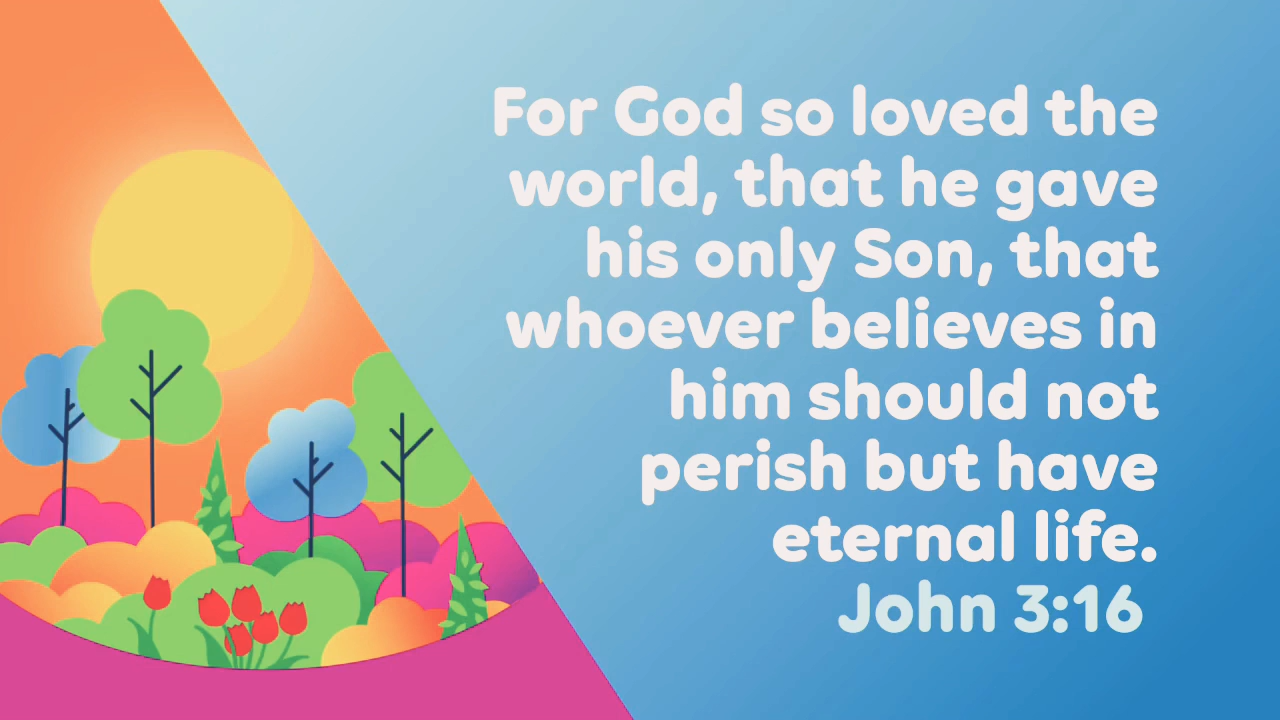 For God so loved the
world, that he gave
his only Son, that
whoever believes in
him should not
perish but have
eternal life.
John 3:16